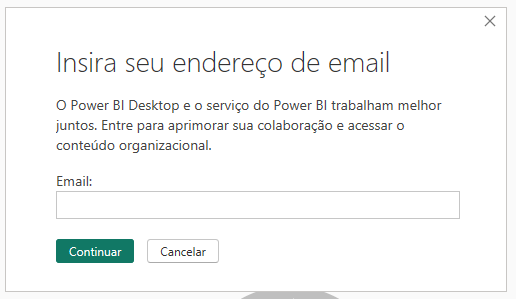 Insira seu endereço de email
O Power BI Desktop e o serviço do Power BI trabalham melhor
juntos. Entre para aprimorar sua colaboração e acessar o
conteúdo organizacional.
Email:
Continuar
Cancelar